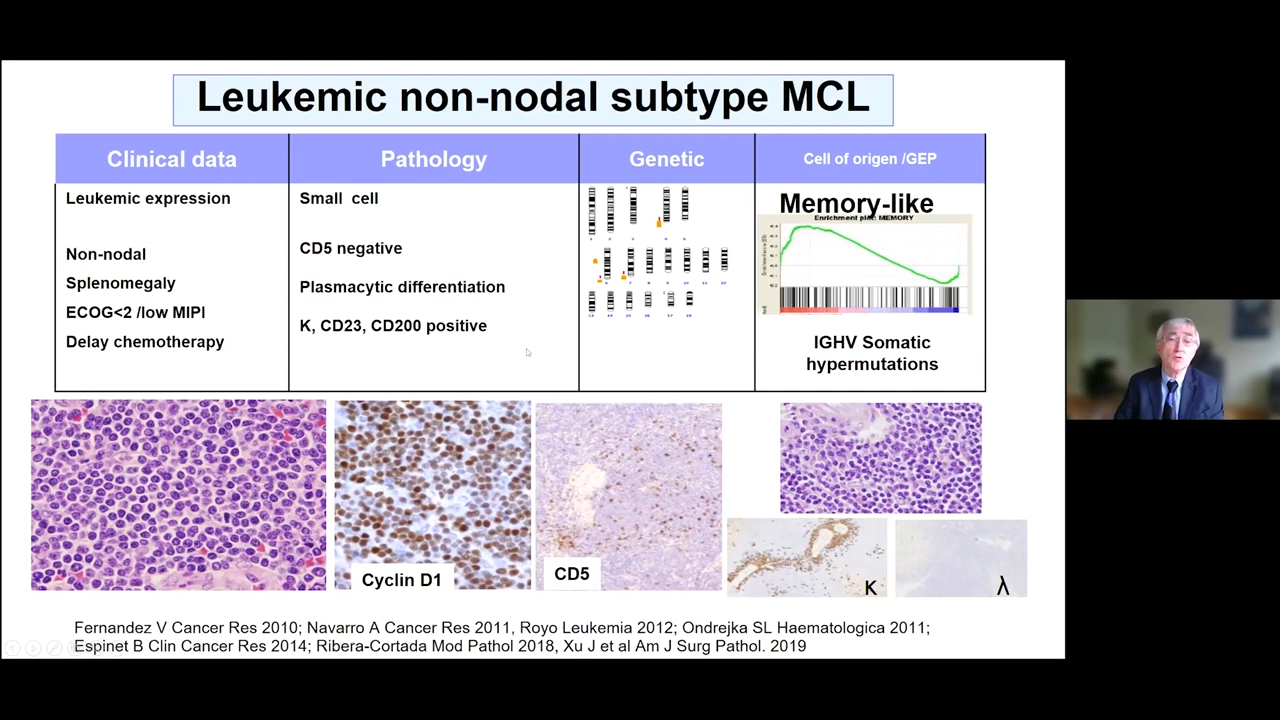 Leukemic non-nodal subtype MCL
Clinical data
Pathology
Genetic
Cell of origen /GEP
Leukemic expression
Non-nodal
Splenomegaly
ECOG<2 /low MIPI
Delay chemotherapy
Small cell
CD5 negative
Plasmacytic differentiation
K, CD23, CD200 positive
Memory-like
Enrichment plot: MEMORY
IGHV Somatic
hypermutations
Cyclin D1
CD5
K
λ
Fernandez V Cancer Res 2010; Navarro A Cancer Res 2011, Royo Leukemia 2012; Ondrejka SL Haematologica 2011;
Espinet B Clin Cancer Res 2014; Ribera-Cortada Mod Pathol 2018, Xu J et al Am J Surg Pathol. 2019